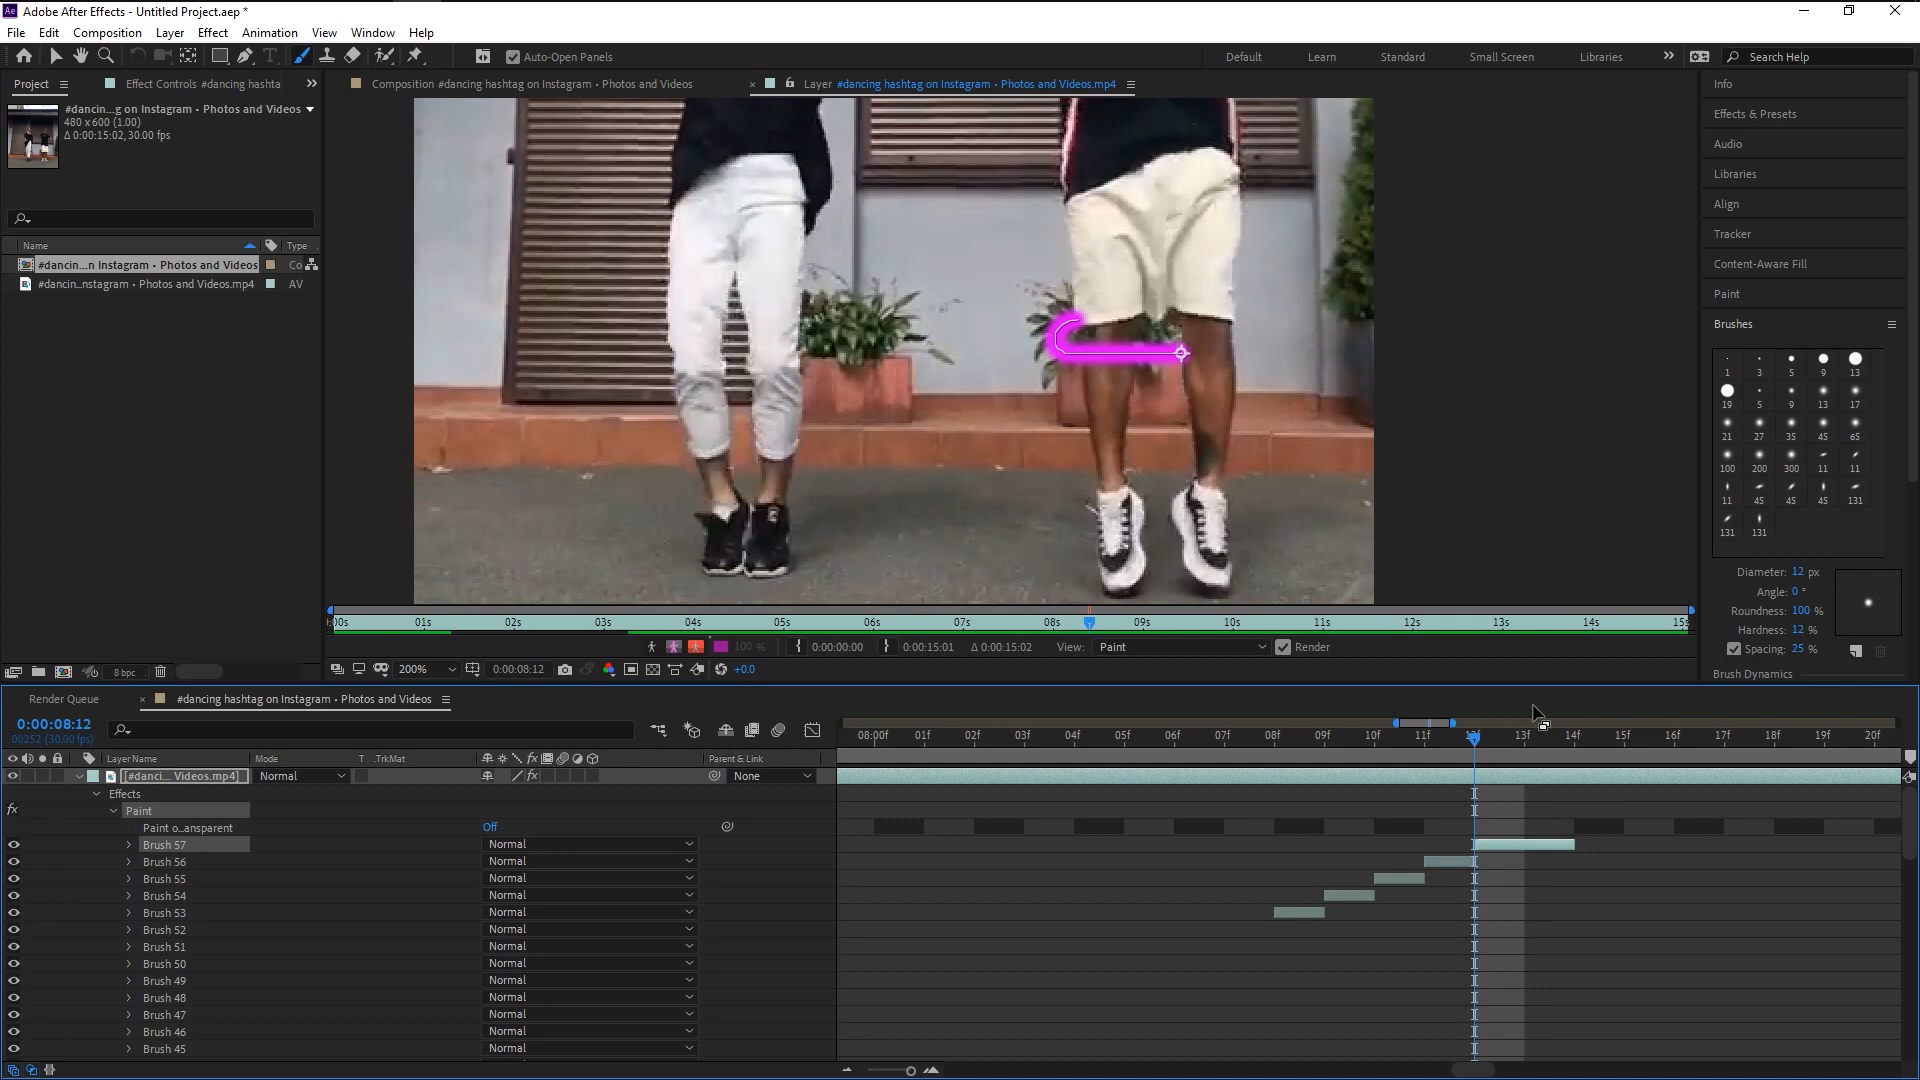 Ae Adobe After Effects - Untitled Project.aep *
File Edit Composition Layer Effect Animation View Window Help
Auto-Open Panels Default Learn Standard Small Screen Libraries Search Help
Project Effect Controls #dancing hashta
Composition #dancing hashtag on Instagram • Photos and Videos
Layer #dancing hashtag on Instagram • Photos and Videos.mp4
#dancin...g on Instagram • Photos and Videos
480 x 600 (1.00)
Δ 0:00:15:02, 30.00 fps
Name Type
#dancin...n Instagram • Photos and Videos Co
#dancin...nstagram • Photos and Videos.mp4 AV
8 bpc
Info
Effects & Presets
Audio
Libraries
Align
Tracker
Content-Aware Fill
Paint
Brushes
1 3 5 9 13
19 5 9 13 17
21 27 35 45 65
100 200 300 11 11
11 45 45 45 131
131 131
Diameter: 12 px
Angle: 0 °
Roundness: 100 %
Hardness: 12 %
Spacing: 25 %
Brush Dynamics
:00s 01s 02s 03s 04s 05s 06s 07s 08s 09s 10s 11s 12s 13s 14s 15s
100 % 0:00:00:00 0:00:15:01 Δ 0:00:15:02 View: Paint Render
200% 0:00:08:12 +0.0
Render Queue #dancing hashtag on Instagram • Photos and Videos
0:00:08:12
00252 (30.00 fps)
08:00f 01f 02f 03f 04f 05f 06f 07f 08f 09f 10f 11f 12f 13f 14f 15f 16f 17f 18f 19f 20f
Layer Name Mode T .TrkMat Parent & Link
[#danci... Videos.mp4] Normal None
Effects
fx Paint
Paint o...ansparent Off
Brush 57 Normal
Brush 56 Normal
Brush 55 Normal
Brush 54 Normal
Brush 53 Normal
Brush 52 Normal
Brush 51 Normal
Brush 50 Normal
Brush 49 Normal
Brush 48 Normal
Brush 47 Normal
Brush 46 Normal
Brush 45 Normal